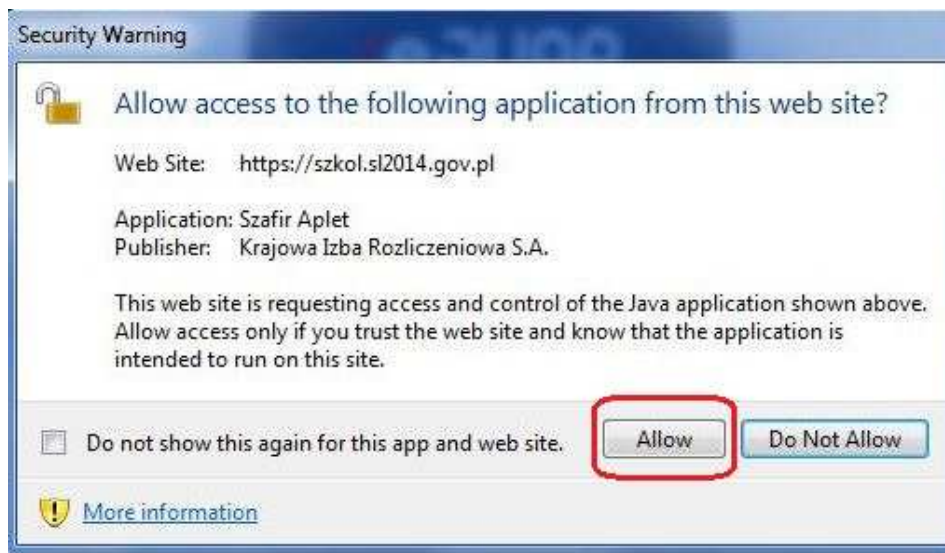 Security Warning
Allow access to the following application from this web site?
Web Site: https://szkol.sl2014.gov.pl
Application: Szafir Aplet
Publisher: Krajowa Izba Rozliczeniowa S.A.
This web site is requesting access and control of the Java application shown above.
Allow access only if you trust the web site and know that the application is
intended to run on this site.
Do not show this again for this app and web site. Allow Do Not Allow
More information